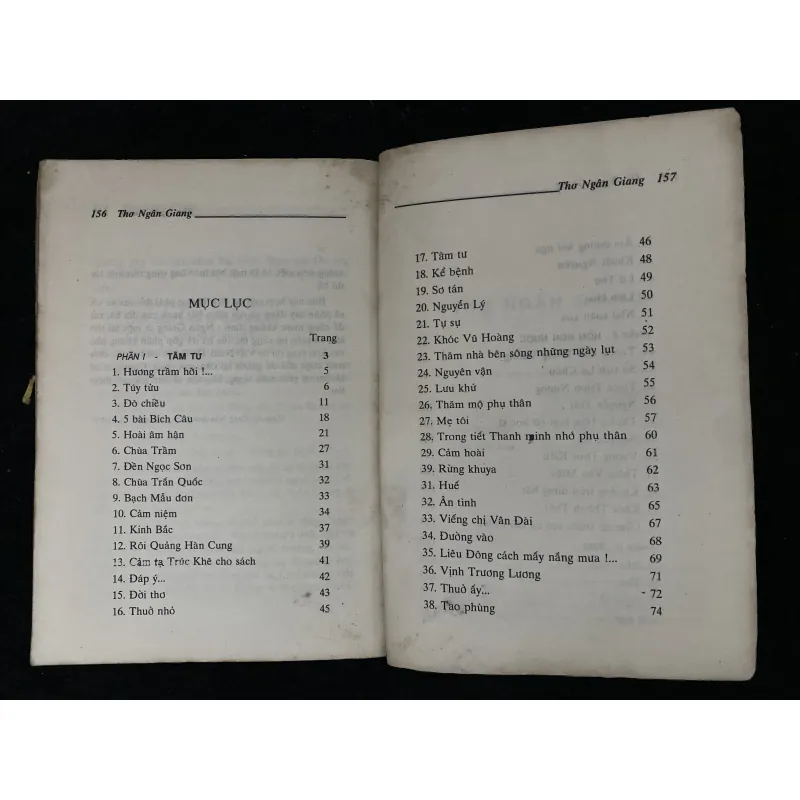 156 Thơ Ngân Giang
MỤC LỤC
Trang
PHẦN I - TÂM TƯ 3
1. Hương trầm hồi !... 5
2. Túy tửu 6
3. Đò chiều 11
4. 5 bài Bích Câu 18
5. Hoài âm hận 21
6. Chùa Trầm 27
7. Đền Ngọc Sơn 31
8. Chùa Trấn Quốc 32
9. Bạch Mẫu đơn 33
10. Cảm niệm 34
11. Kinh Bắc 37
12. Rồi Quảng Hàn Cung 39
13. Cảm tạ Trúc Khê cho sách 41
14. Đáp ý... 42
15. Đời thơ 43
16. Thuở nhỏ 45
Thơ Ngân Giang 157
17. Tâm tư 46
18. Kể bệnh 48
19. Sơ tán 49
20. Nguyễn Lý 50
21. Tự sự 51
22. Khóc Vũ Hoàng 52
23. Thăm nhà bên sông những ngày lụt 53
24. Nguyên vận 54
25. Lưu khử 55
26. Thăm mộ phụ thân 56
27. Mẹ tôi 57
28. Trong tiết Thanh minh nhớ phụ thân 60
29. Cảm hoài 61
39. Rừng khuya 62
31. Huế 63
32. Ân tình 65
33. Viếng chị Vân Đài 67
34. Đường vào 68
35. Liêu Đông cách mấy nắng mưa !... 69
36. Vịnh Trương Lương 71
37. Thuở ấy... 72
38. Tao phùng 74